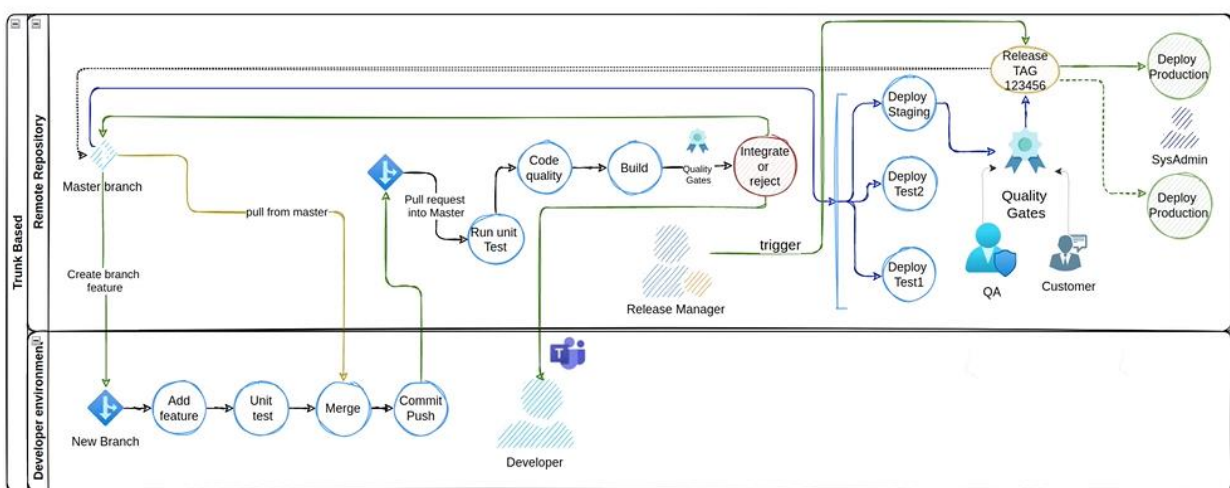 Trunk Based
Remote Repository
Developer environment
Master branch
Create branch
feature
pull from master
Pull request
into Master
Run unit
Test
Code
quality
Build
Quality
Gates
Integrate
or
reject
Release Manager
trigger
Deploy
Staging
Deploy
Test2
Deploy
Test1
Release
TAG
123456
Quality
Gates
QA
Customer
Deploy
Production
SysAdmin
Deploy
Production
New Branch
Add
feature
Unit
test
Merge
Commit
Push
T
Developer